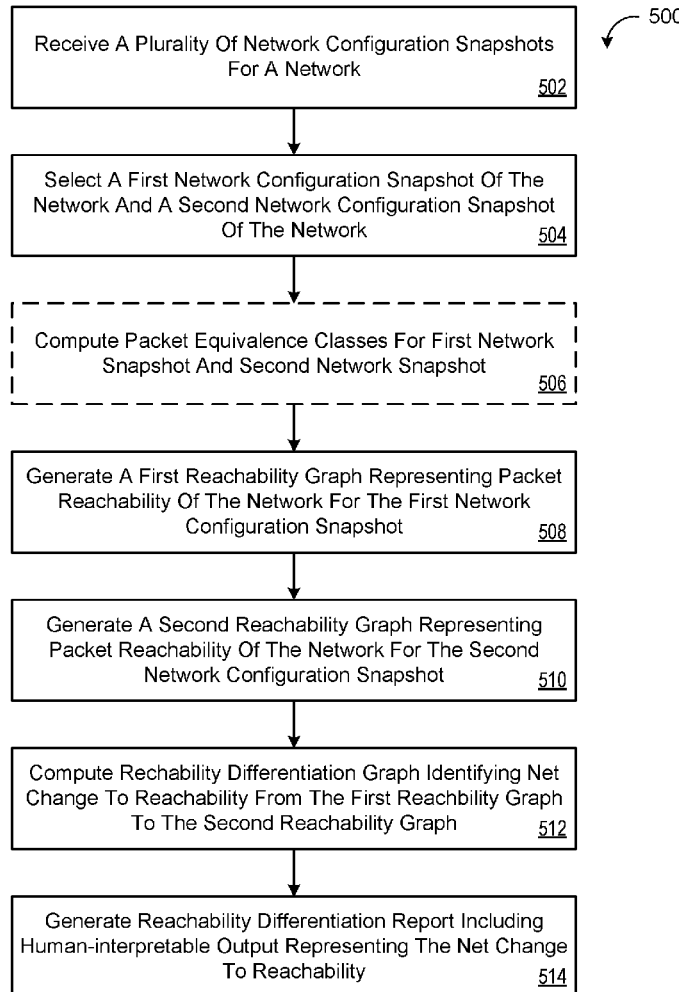 500
Receive A Plurality Of Network Configuration Snapshots
For A Network
502
Select A First Network Configuration Snapshot Of The
Network And A Second Network Configuration Snapshot
Of The Network
504
Compute Packet Equivalence Classes For First Network
Snapshot And Second Network Snapshot
506
Generate A First Reachability Graph Representing Packet
Reachability Of The Network For The First Network
Configuration Snapshot
508
Generate A Second Reachability Graph Representing
Packet Reachability Of The Network For The Second
Network Configuration Snapshot
510
Compute Rechability Differentiation Graph Identifying Net
Change To Reachability From The First Reachbility Graph
To The Second Reachability Graph
512
Generate Reachability Differentiation Report Including
Human-interpretable Output Representing The Net Change
To Reachability
514